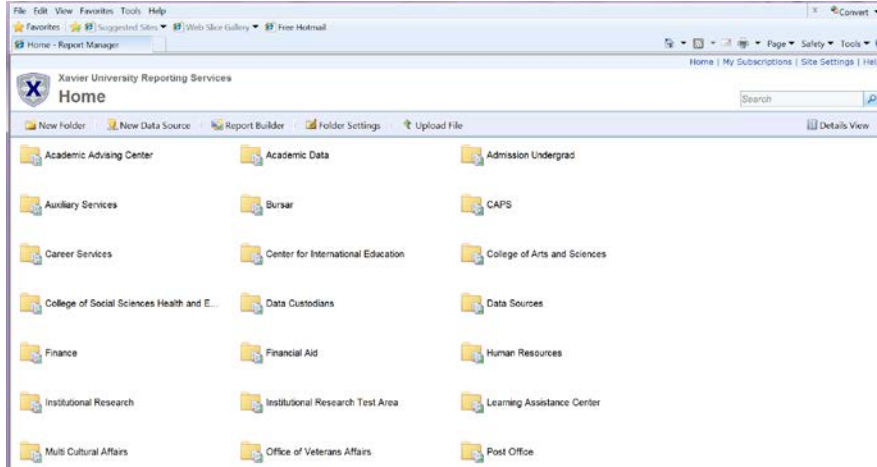 File Edit View Favorites Tools Help
x Convert
Favorites Suggested Sites Web Slice Gallery Free Hotmail
Home - Report Manager
Page Safety Tools
Home | My Subscriptions | Site Settings | Hel
Xavier University Reporting Services
X
Home
Search
New Folder New Data Source Report Builder Folder Settings Upload File Details View
Academic Advising Center Academic Data Admission Undergrad
Auxiliary Services Bursar CAPS
Career Services Center for International Education College of Arts and Sciences
College of Social Sciences Health and E... Data Custodians Data Sources
Finance Financial Aid Human Resources
Institutional Research Institutional Research Test Area Learning Assistance Center
Multi Cultural Affairs Office of Veterans Affairs Post Office